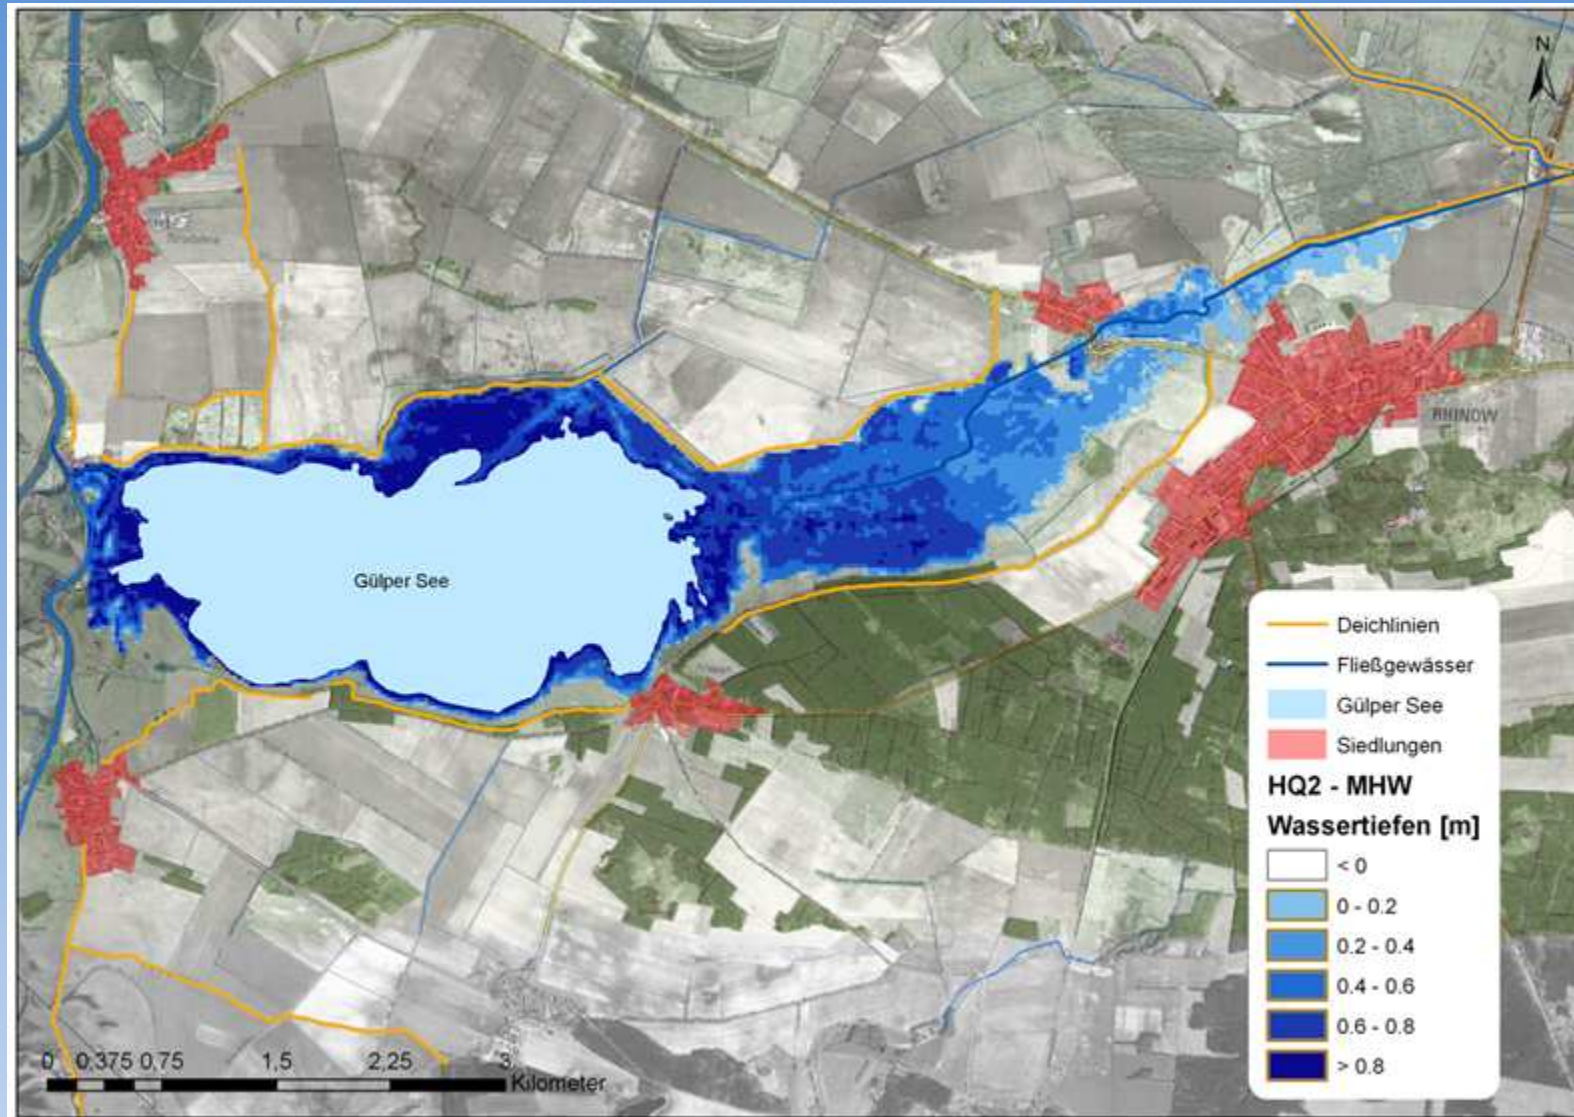 N
RHINOW
Gülper See
Deichlinien
Fließgewässer
Gülper See
Siedlungen
HQ2 - MHW
Wassertiefen [m]
< 0
0 - 0.2
0.2 - 0.4
0.4 - 0.6
0.6 - 0.8
> 0.8
0 0,375 0,75 1,5 2,25 3
Kilometer